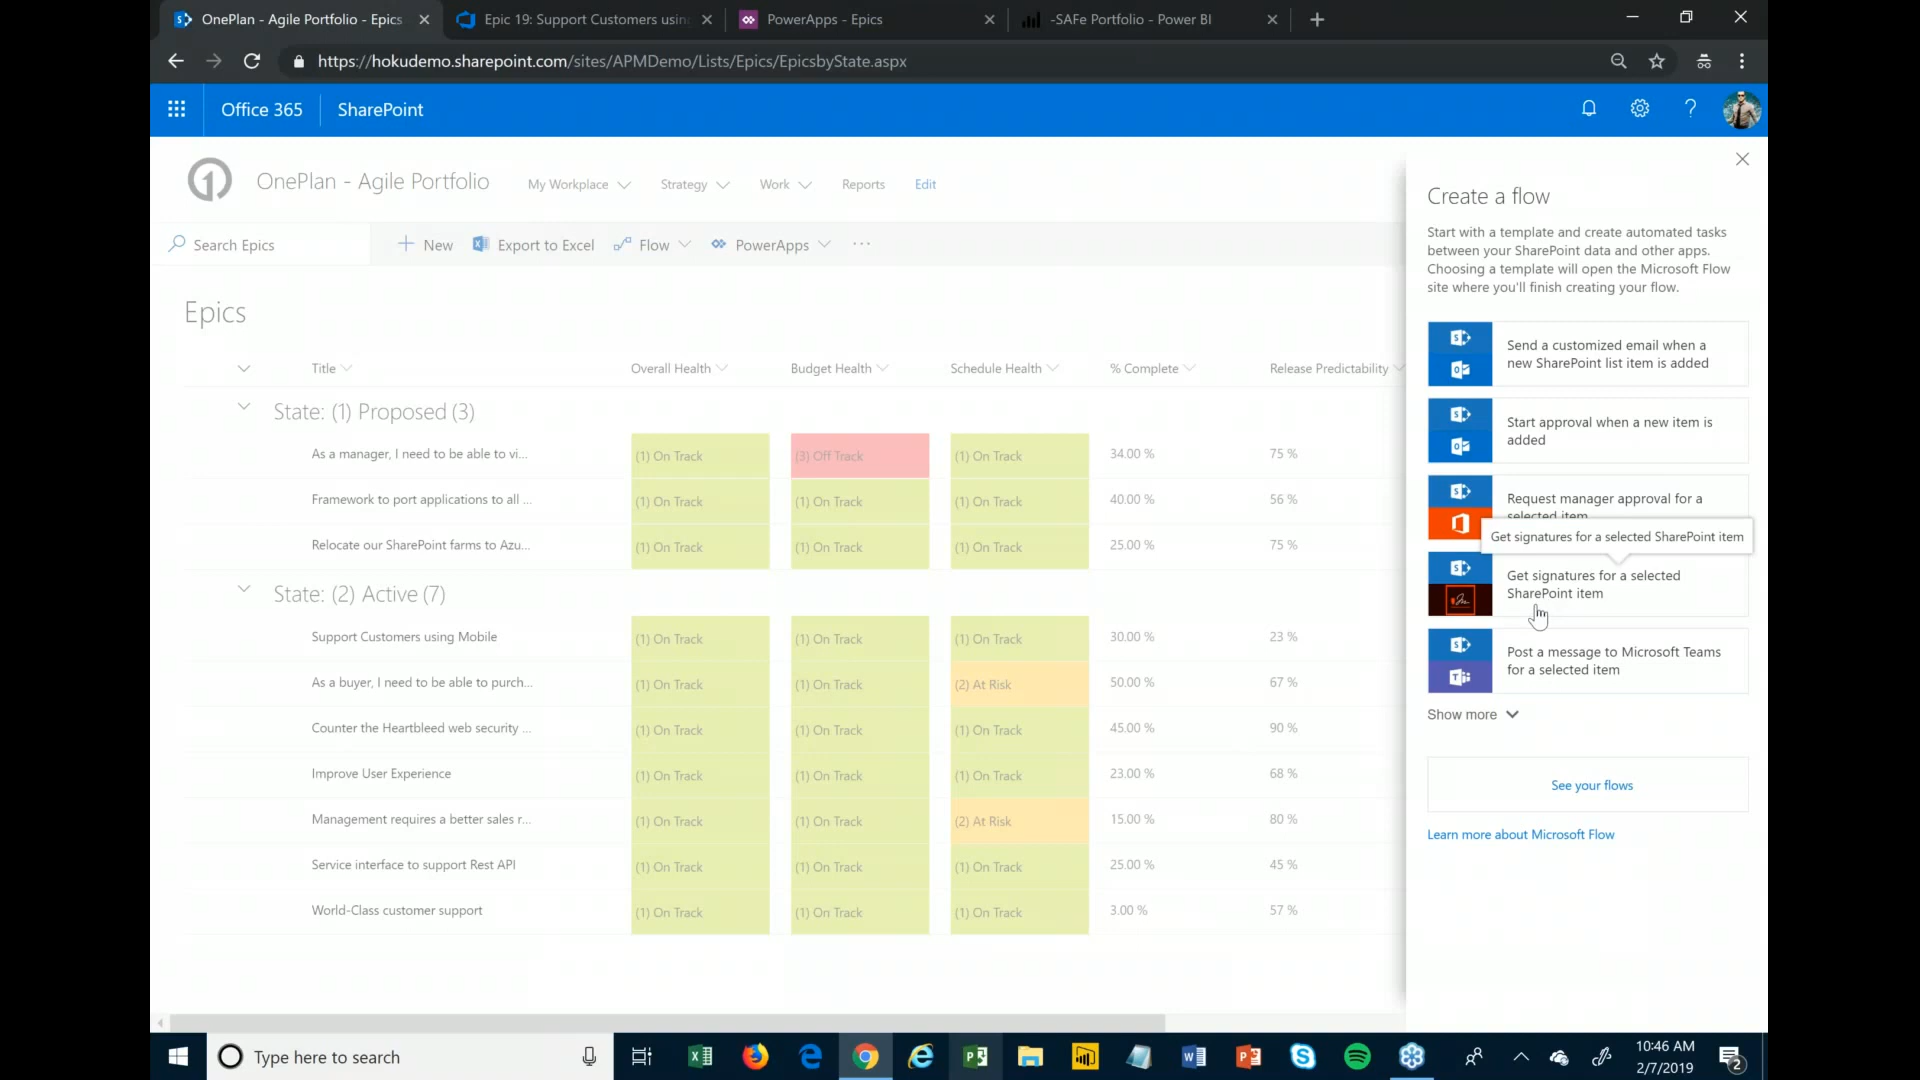 OnePlan - Agile Portfolio - Epics
Epic 19: Support Customers usin
PowerApps - Epics
-SAFe Portfolio - Power BI
https://hokudemo.sharepoint.com/sites/APMDemo/Lists/Epics/EpicsbyState.aspx
Office 365
SharePoint
OnePlan - Agile Portfolio
My Workplace
Strategy
Work
Reports
Edit
Search Epics
New
Export to Excel
Flow
PowerApps
Epics
Title
Overall Health
Budget Health
Schedule Health
% Complete
Release Predictability
State: (1) Proposed (3)
As a manager, I need to be able to vi... (1) On Track (3) Off Track (1) On Track 34.00 % 75 %
Framework to port applications to all ... (1) On Track (1) On Track (1) On Track 40.00 % 56 %
Relocate our SharePoint farms to Azu... (1) On Track (1) On Track (1) On Track 25.00 % 75 %
State: (2) Active (7)
Support Customers using Mobile (1) On Track (1) On Track (1) On Track 30.00 % 23 %
As a buyer, I need to be able to purch... (1) On Track (1) On Track (2) At Risk 50.00 % 67 %
Counter the Heartbleed web security ... (1) On Track (1) On Track (1) On Track 45.00 % 90 %
Improve User Experience (1) On Track (1) On Track (1) On Track 23.00 % 68 %
Management requires a better sales r... (1) On Track (1) On Track (2) At Risk 15.00 % 80 %
Service interface to support Rest API (1) On Track (1) On Track (1) On Track 25.00 % 45 %
World-Class customer support (1) On Track (1) On Track (1) On Track 3.00 % 57 %
Create a flow
Start with a template and create automated tasks
between your SharePoint data and other apps.
Choosing a template will open the Microsoft Flow
site where you'll finish creating your flow.
Send a customized email when a
new SharePoint list item is added
Start approval when a new item is
added
Request manager approval for a
selected item
Get signatures for a selected SharePoint item
Get signatures for a selected
SharePoint item
Post a message to Microsoft Teams
for a selected item
Show more
See your flows
Learn more about Microsoft Flow
Type here to search
10:46 AM
2/7/2019
2